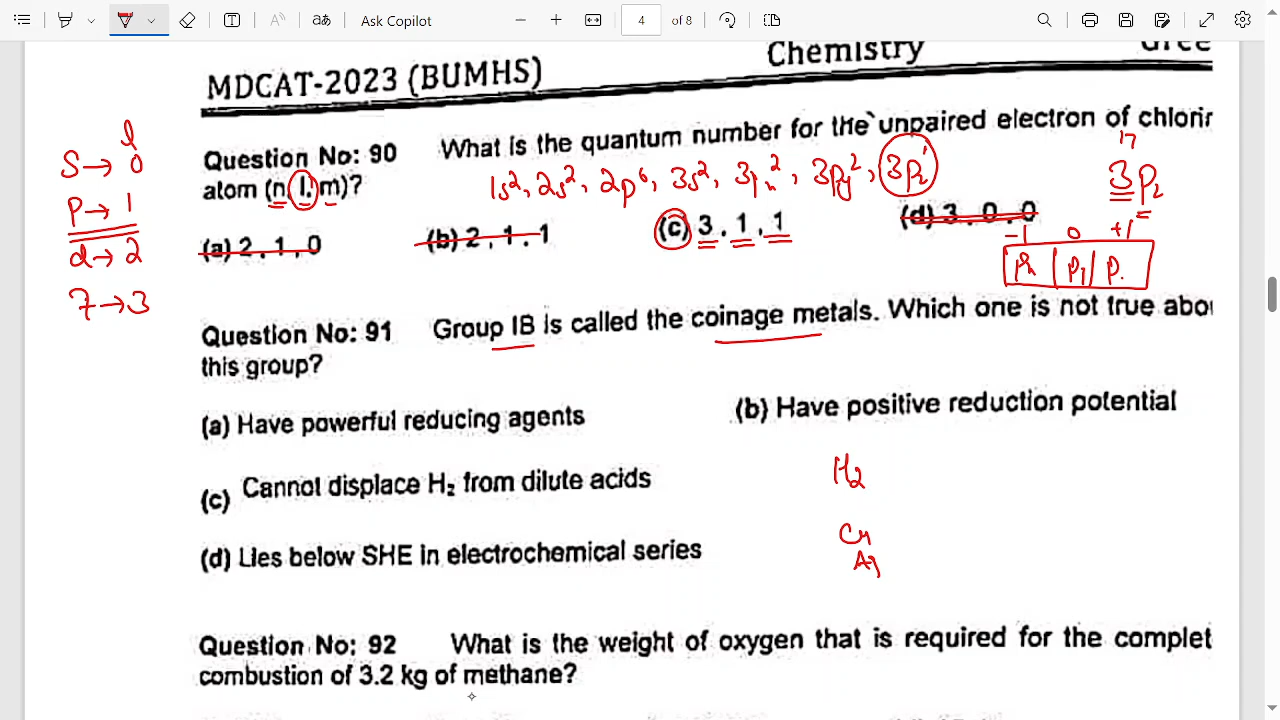 Ask Copilot
4 of 8
MDCAT-2023 (BUMHS)
Chemistry
Question No: 90 What is the quantum number for the unpaired electron of chlorin
atom (n, l, m)?
1s², 2s², 2p⁶, 3s², 3px², 3py², 3pz¹
17
3pz
(a) 2, 1, 0 (b) 2, 1, 1 (c) 3, 1, 1 (d) 3, 0, 0
-1 0 +1
l
S → 0
P → 1
d → 2
7 → 3
Question No: 91 Group IB is called the coinage metals. Which one is not true abo
this group?
(a) Have powerful reducing agents (b) Have positive reduction potential
H2
(c) Cannot displace H₂ from dilute acids
Cu
Ag
(d) Lies below SHE in electrochemical series
Question No: 92 What is the weight of oxygen that is required for the complet
combustion of 3.2 kg of methane?